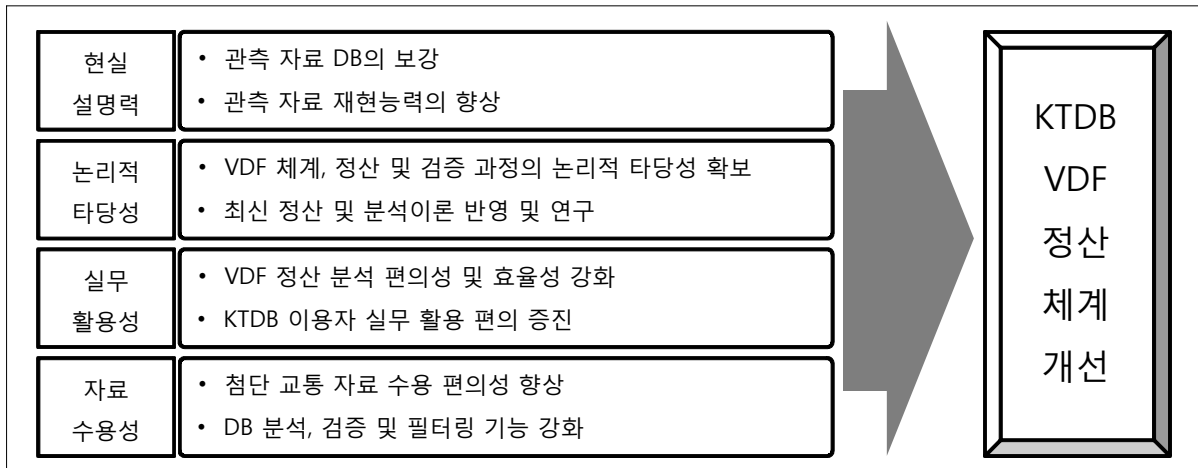 현실
설명력
• 관측 자료 DB의 보강
• 관측 자료 재현능력의 향상
논리적
타당성
• VDF 체계, 정산 및 검증 과정의 논리적 타당성 확보
• 최신 정산 및 분석이론 반영 및 연구
실무
활용성
• VDF 정산 분석 편의성 및 효율성 강화
• KTDB 이용자 실무 활용 편의 증진
자료
수용성
• 첨단 교통 자료 수용 편의성 향상
• DB 분석, 검증 및 필터링 기능 강화
KTDB
VDF
정산
체계
개선